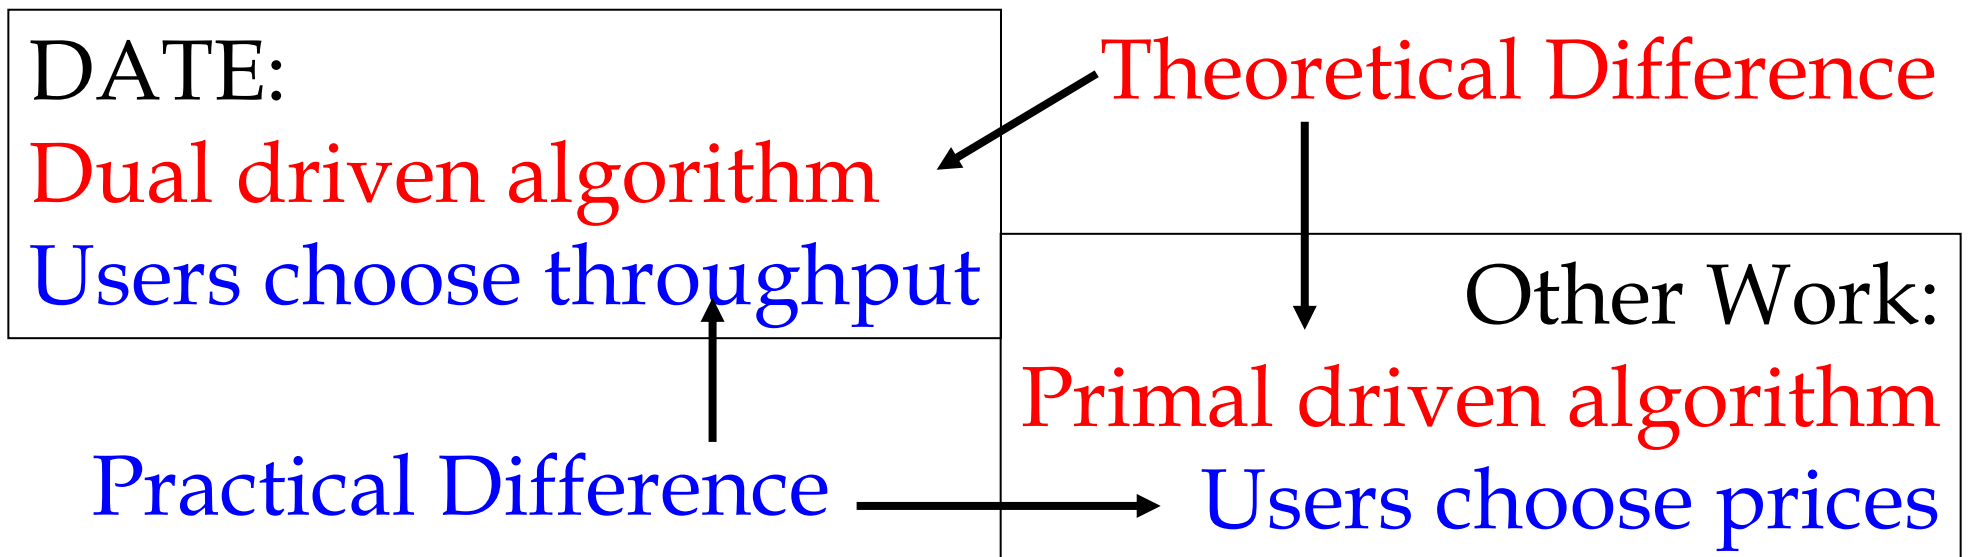 DATE:
Theoretical Difference
Dual driven algorithm
Users choose throughput
Other Work:
Primal driven algorithm
Practical Difference
Users choose prices